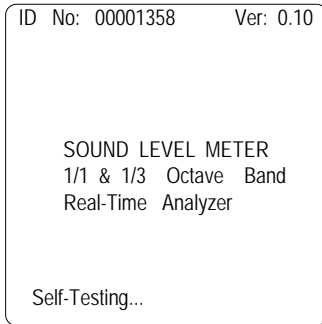 ID No: 00001358 Ver: 0.10
SOUND LEVEL METER
1/1 & 1/3 Octave Band
Real-Time Analyzer
Self-Testing...